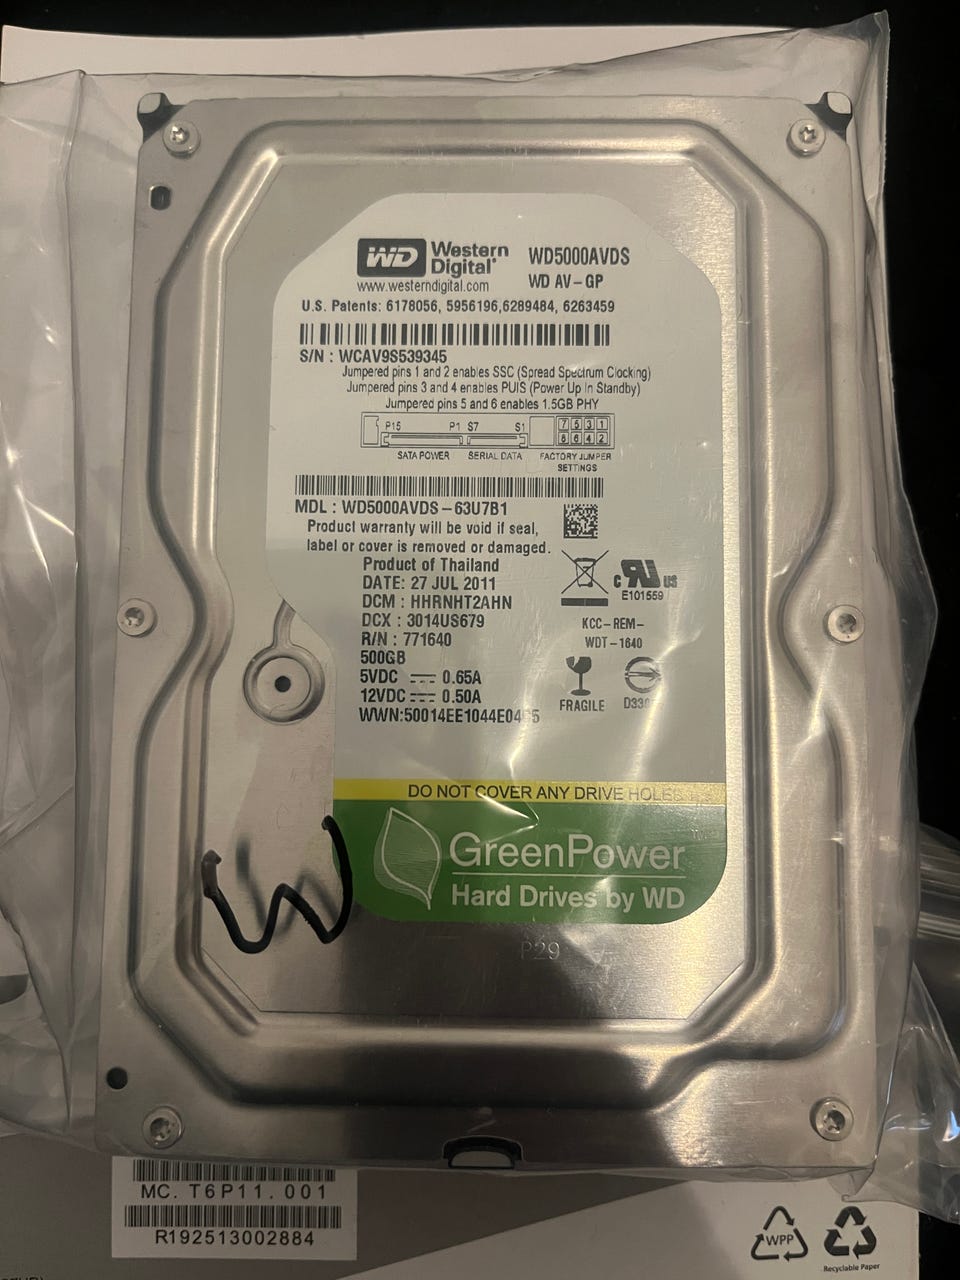 WD Western Digital® WD5000AVDS
www.westerndigital.com WD AV-GP
U.S. Patents: 6178056, 5956196,6289484, 6263459
S/N : WCAV9S539345
Jumpered pins 1 and 2 enables SSC (Spread Spectrum Clocking)
Jumpered pins 3 and 4 enables PUIS (Power Up In Standby)
Jumpered pins 5 and 6 enables 1.5GB PHY
P15 P1 S7 S1 7 5 3 1
8 6 4 2
SATA POWER SERIAL DATA FACTORY JUMPER
SETTINGS
MDL : WD5000AVDS-63U7B1
Product warranty will be void if seal,
label or cover is removed or damaged.
Product of Thailand
DATE: 27 JUL 2011
DCM : HHRNHT2AHN
DCX : 3014US679
R/N : 771640
500GB
5VDC 0.65A
12VDC 0.50A
c RU US
E101559
KCC-REM-
WDT-1640
FRAGILE
DO NOT COVER ANY DRIVE HOLES
GreenPower
Hard Drives by WD
W
P29
MC. T6P11.001
R192513002884
WPP
Recyclable Paper